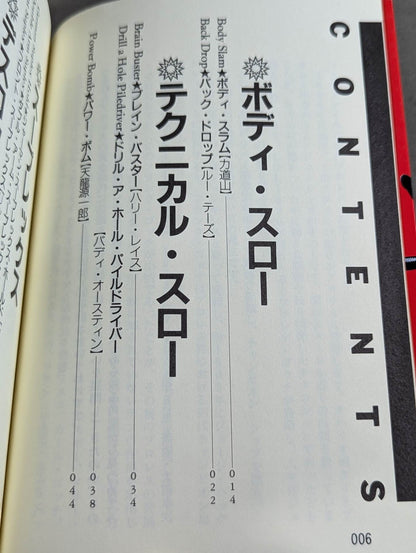 CONTENTS
ボディ・スロー
Body Slam★ボディ・スラム【力道山】 014
Back Drop★バック・ドロップ【ルー・テーズ】 022
テクニカル・スロー
Brain Buster★ブレイン・バスター【ハリー・レイス】 034
Drill a Hole Piledriver★ドリル・ア・ホール・パイルドライバー
【バディ・オースティン】 038
Power Bomb★パワー・ボム【天龍源一郎】 044
006